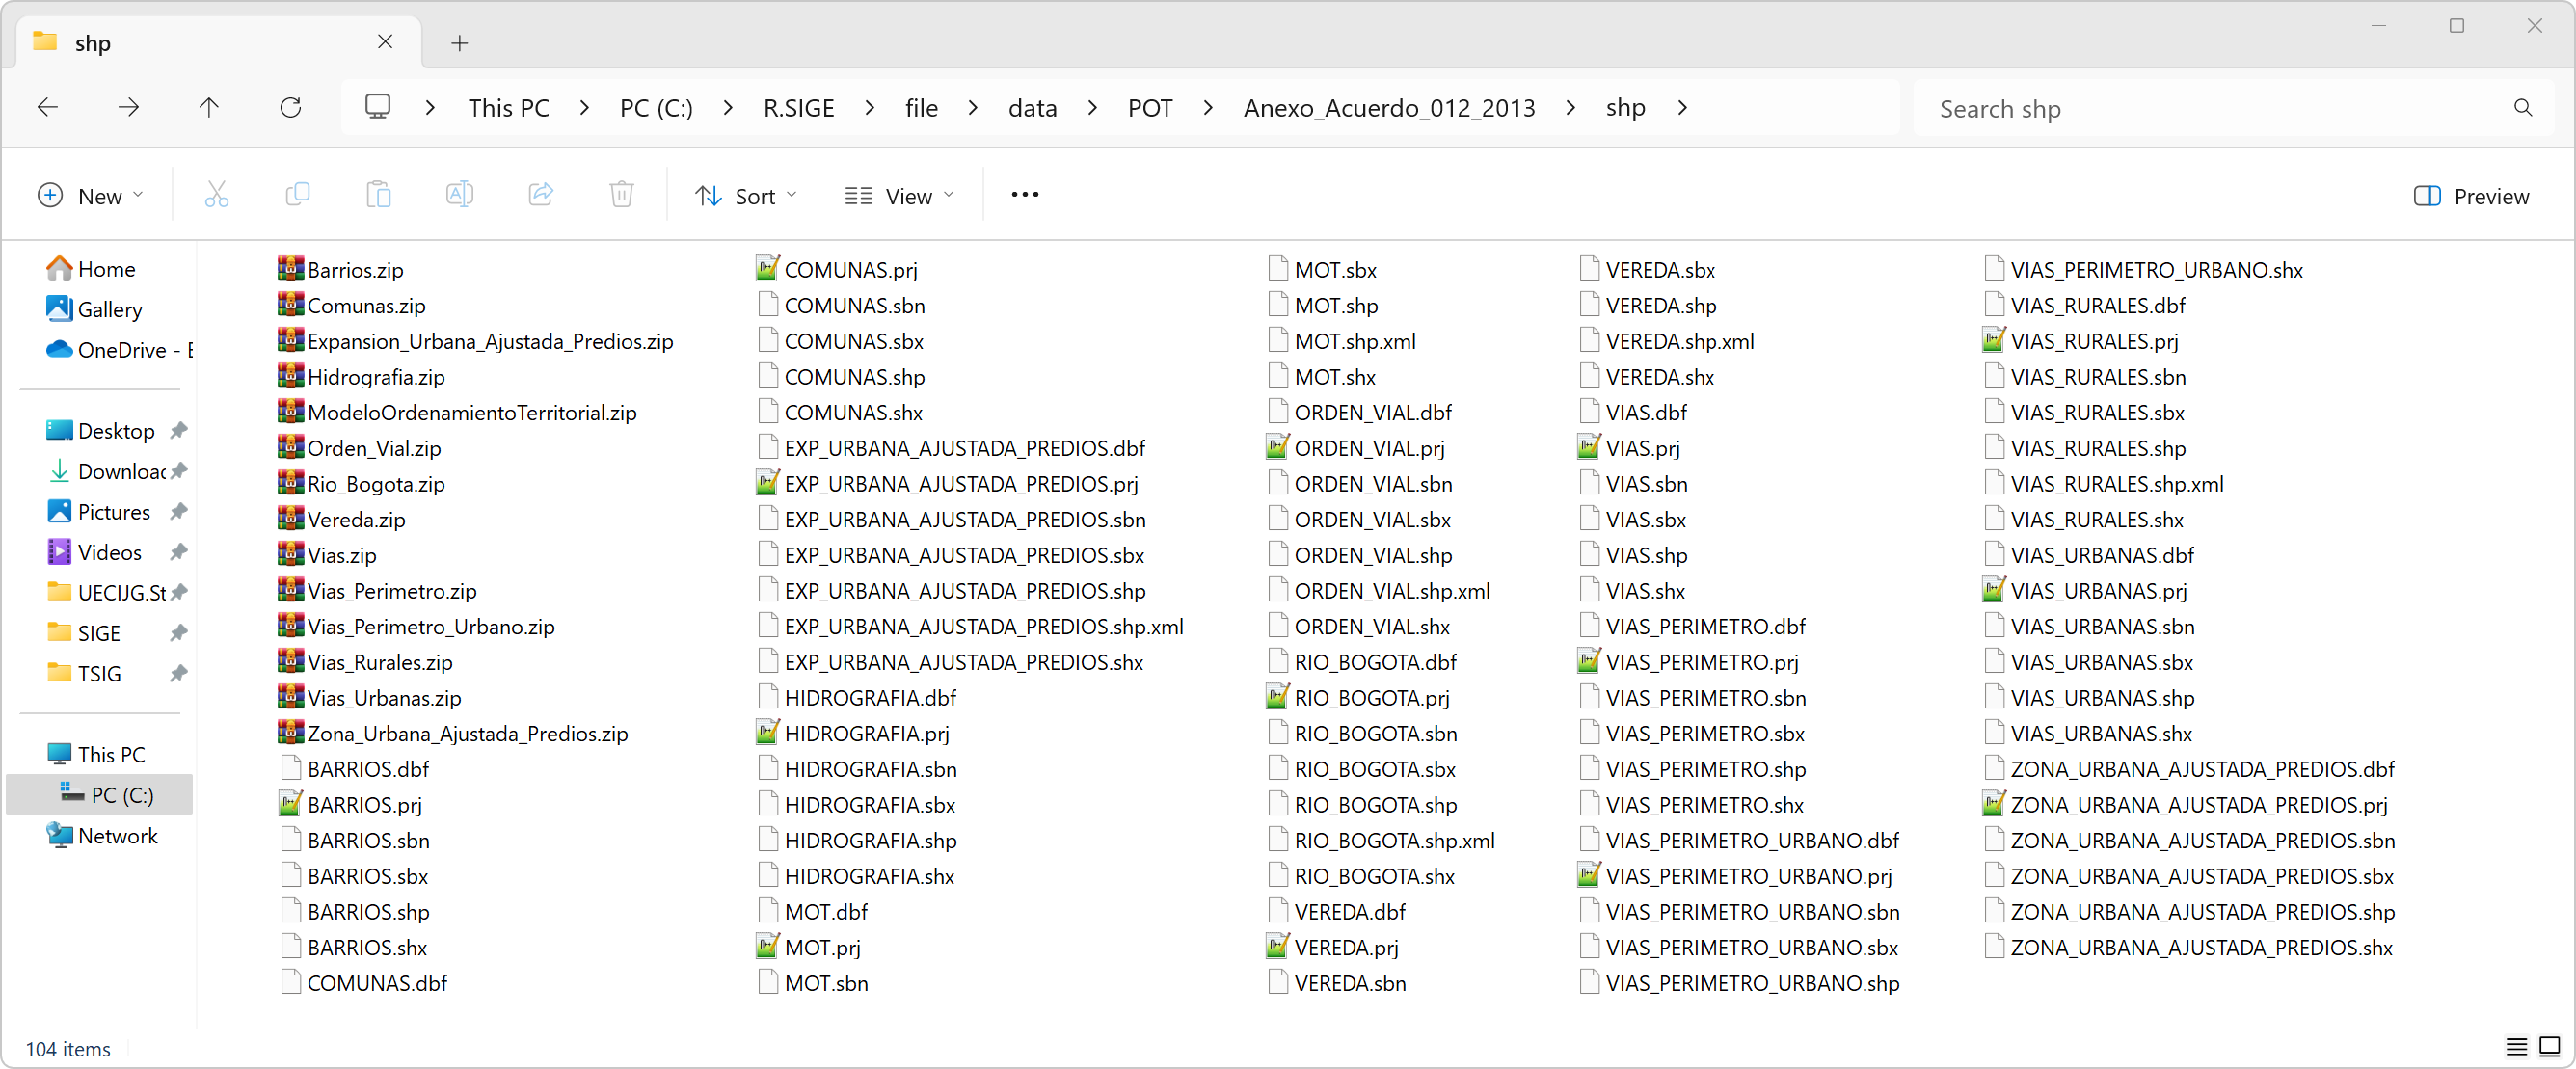 shp
This PC
PC (C:)
R.SIGE
file
data
POT
Anexo_Acuerdo_012_2013
shp
Search shp
New
Sort
View
Preview
Home
Gallery
OneDrive - E
Desktop
Downloac
Pictures
Videos
UECIJG.St
SIGE
TSIG
This PC
PC (C:)
Network
Barrios.zip
Comunas.zip
Expansion_Urbana_Ajustada_Predios.zip
Hidrografia.zip
ModeloOrdenamientoTerritorial.zip
Orden_Vial.zip
Rio_Bogota.zip
Vereda.zip
Vias.zip
Vias_Perimetro.zip
Vias_Perimetro_Urbano.zip
Vias_Rurales.zip
Vias_Urbanas.zip
Zona_Urbana_Ajustada_Predios.zip
BARRIOS.dbf
BARRIOS.prj
BARRIOS.sbn
BARRIOS.sbx
BARRIOS.shp
BARRIOS.shx
COMUNAS.dbf
COMUNAS.prj
COMUNAS.sbn
COMUNAS.sbx
COMUNAS.shp
COMUNAS.shx
EXP_URBANA_AJUSTADA_PREDIOS.dbf
EXP_URBANA_AJUSTADA_PREDIOS.prj
EXP_URBANA_AJUSTADA_PREDIOS.sbn
EXP_URBANA_AJUSTADA_PREDIOS.sbx
EXP_URBANA_AJUSTADA_PREDIOS.shp
EXP_URBANA_AJUSTADA_PREDIOS.shp.xml
EXP_URBANA_AJUSTADA_PREDIOS.shx
HIDROGRAFIA.dbf
HIDROGRAFIA.prj
HIDROGRAFIA.sbn
HIDROGRAFIA.sbx
HIDROGRAFIA.shp
HIDROGRAFIA.shx
MOT.dbf
MOT.prj
MOT.sbn
MOT.sbx
MOT.shp
MOT.shp.xml
MOT.shx
ORDEN_VIAL.dbf
ORDEN_VIAL.prj
ORDEN_VIAL.sbn
ORDEN_VIAL.sbx
ORDEN_VIAL.shp
ORDEN_VIAL.shp.xml
ORDEN_VIAL.shx
RIO_BOGOTA.dbf
RIO_BOGOTA.prj
RIO_BOGOTA.sbn
RIO_BOGOTA.sbx
RIO_BOGOTA.shp
RIO_BOGOTA.shp.xml
RIO_BOGOTA.shx
VEREDA.dbf
VEREDA.prj
VEREDA.sbn
VEREDA.sbx
VEREDA.shp
VEREDA.shp.xml
VEREDA.shx
VIAS.dbf
VIAS.prj
VIAS.sbn
VIAS.sbx
VIAS.shp
VIAS.shx
VIAS_PERIMETRO.dbf
VIAS_PERIMETRO.prj
VIAS_PERIMETRO.sbn
VIAS_PERIMETRO.sbx
VIAS_PERIMETRO.shp
VIAS_PERIMETRO.shx
VIAS_PERIMETRO_URBANO.dbf
VIAS_PERIMETRO_URBANO.prj
VIAS_PERIMETRO_URBANO.sbn
VIAS_PERIMETRO_URBANO.sbx
VIAS_PERIMETRO_URBANO.shp
VIAS_PERIMETRO_URBANO.shx
VIAS_RURALES.dbf
VIAS_RURALES.prj
VIAS_RURALES.sbn
VIAS_RURALES.sbx
VIAS_RURALES.shp
VIAS_RURALES.shp.xml
VIAS_RURALES.shx
VIAS_URBANAS.dbf
VIAS_URBANAS.prj
VIAS_URBANAS.sbn
VIAS_URBANAS.sbx
VIAS_URBANAS.shp
VIAS_URBANAS.shx
ZONA_URBANA_AJUSTADA_PREDIOS.dbf
ZONA_URBANA_AJUSTADA_PREDIOS.prj
ZONA_URBANA_AJUSTADA_PREDIOS.sbn
ZONA_URBANA_AJUSTADA_PREDIOS.sbx
ZONA_URBANA_AJUSTADA_PREDIOS.shp
ZONA_URBANA_AJUSTADA_PREDIOS.shx
104 items